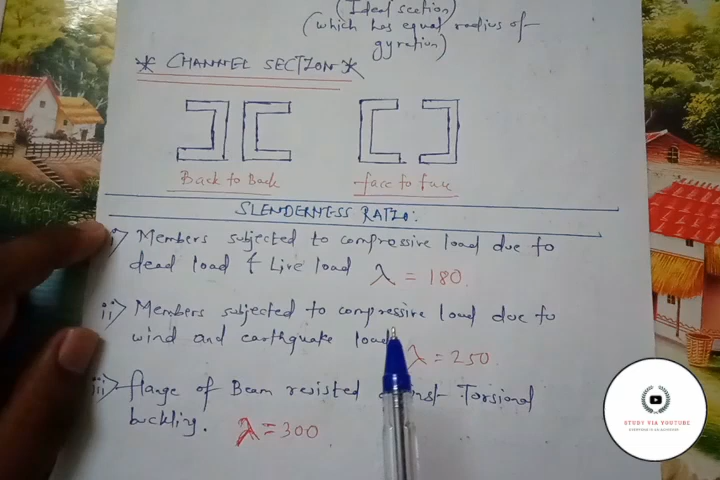 (Ideal section)
(which has equal radius of
gyration)
* CHANNEL SECTION *
Back to Back
face to face
SLENDERNESS RATIO:
i) Members subjected to compressive load due to
dead load & Live load λ = 180.
ii) Members subjected to compressive load due to
wind and earthquake load
λ = 250
iii) flange of Beam resisted Torsional
buckling. λ = 300
STUDY VIA YOUTUBE